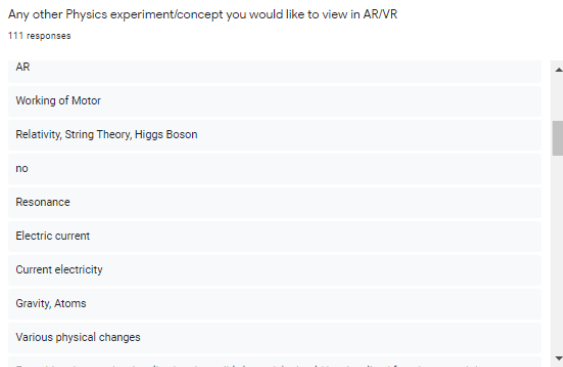 Any other Physics experiment/concept you would like to view in AR/VR
111 responses
AR
Working of Motor
Relativity, String Theory, Higgs Boson
no
Resonance
Electric current
Current electricity
Gravity, Atoms
Various physical changes